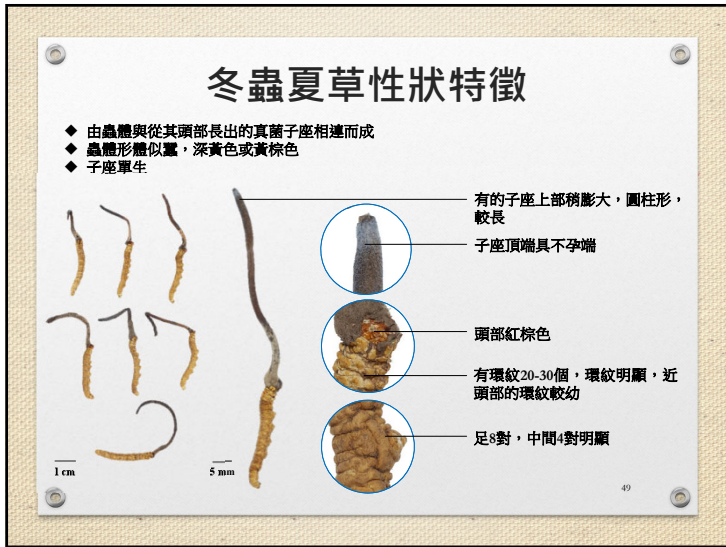 冬蟲夏草性狀特徵
◆ 由蟲體與從其頭部長出的真菌子座相連而成
◆ 蟲體形體似蠶，深黃色或黃棕色
◆ 子座單生
有的子座上部稍膨大，圓柱形，
較長
子座頂端具不孕端
頭部紅棕色
有環紋20-30個，環紋明顯，近
頭部的環紋較幼
足8對，中間4對明顯
1 cm
5 mm
49